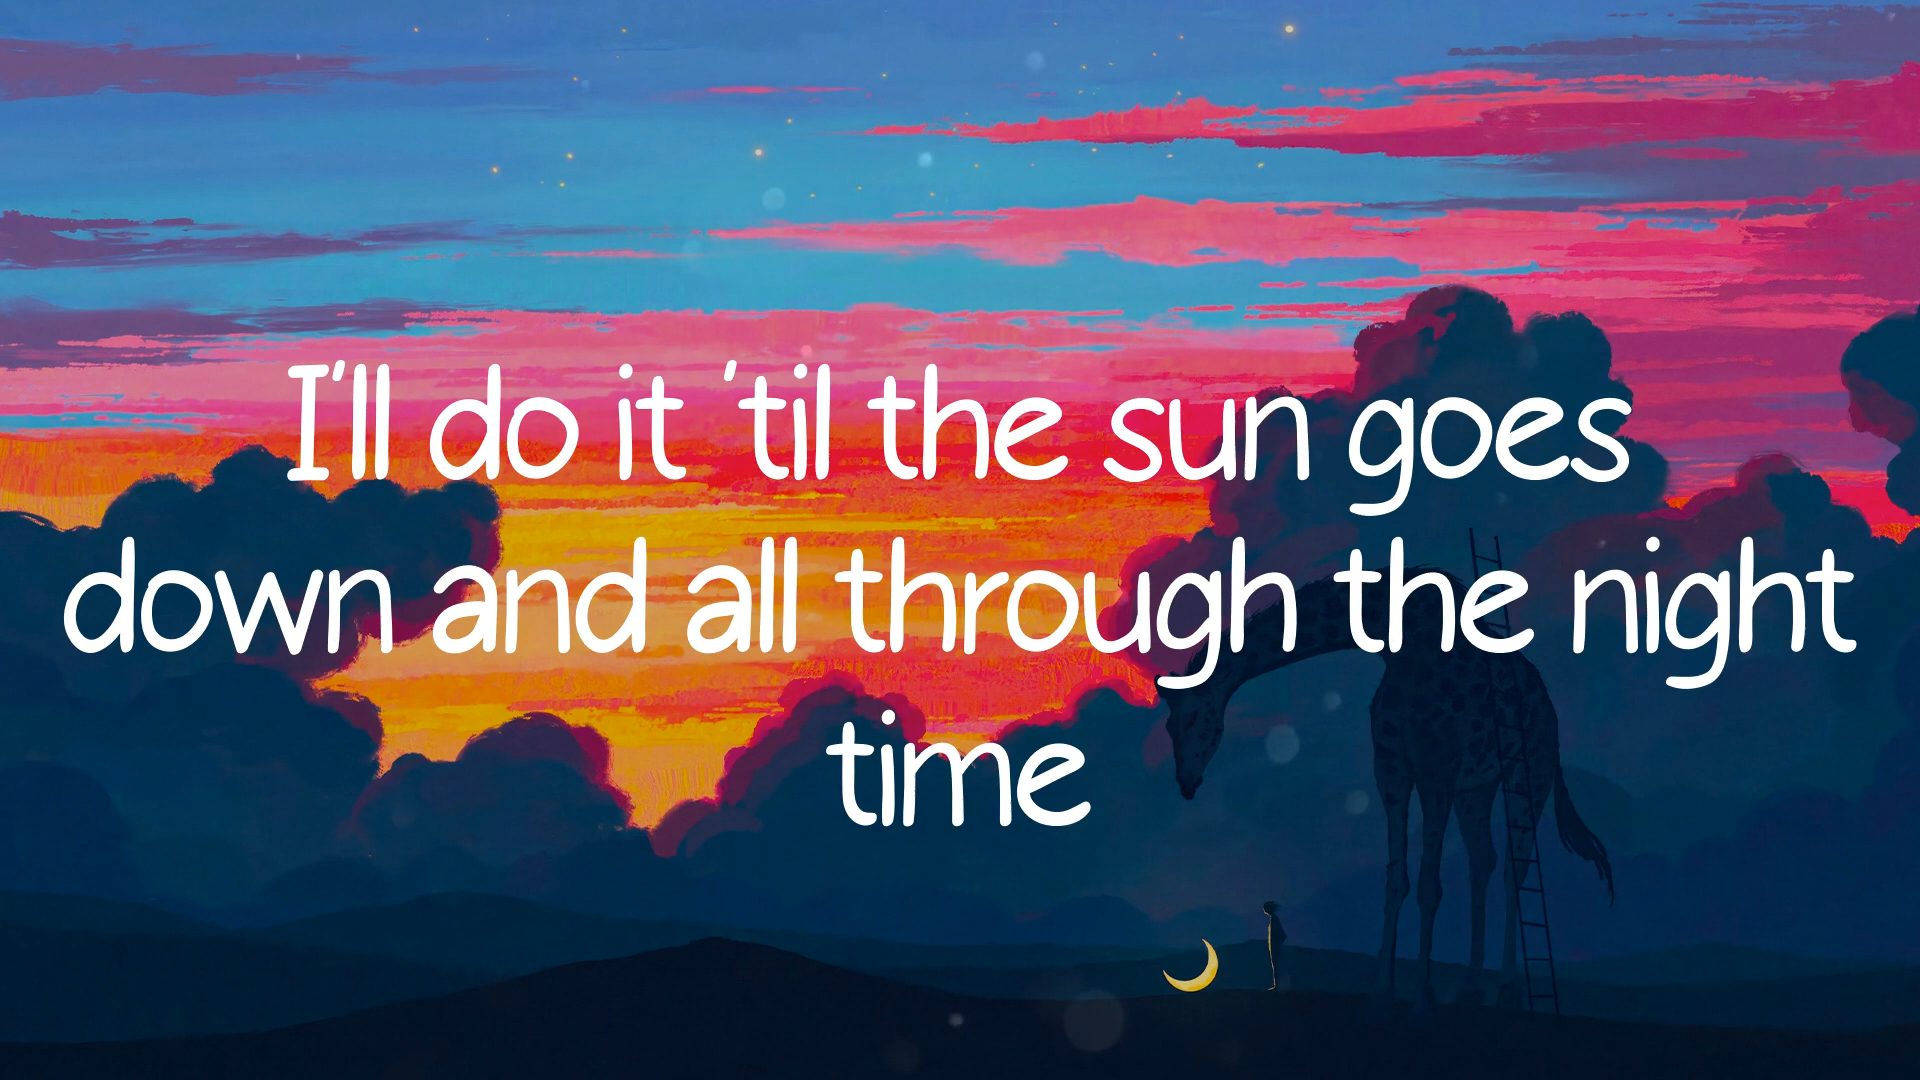 I'll do it 'til the sun goes
down and all through the night
time